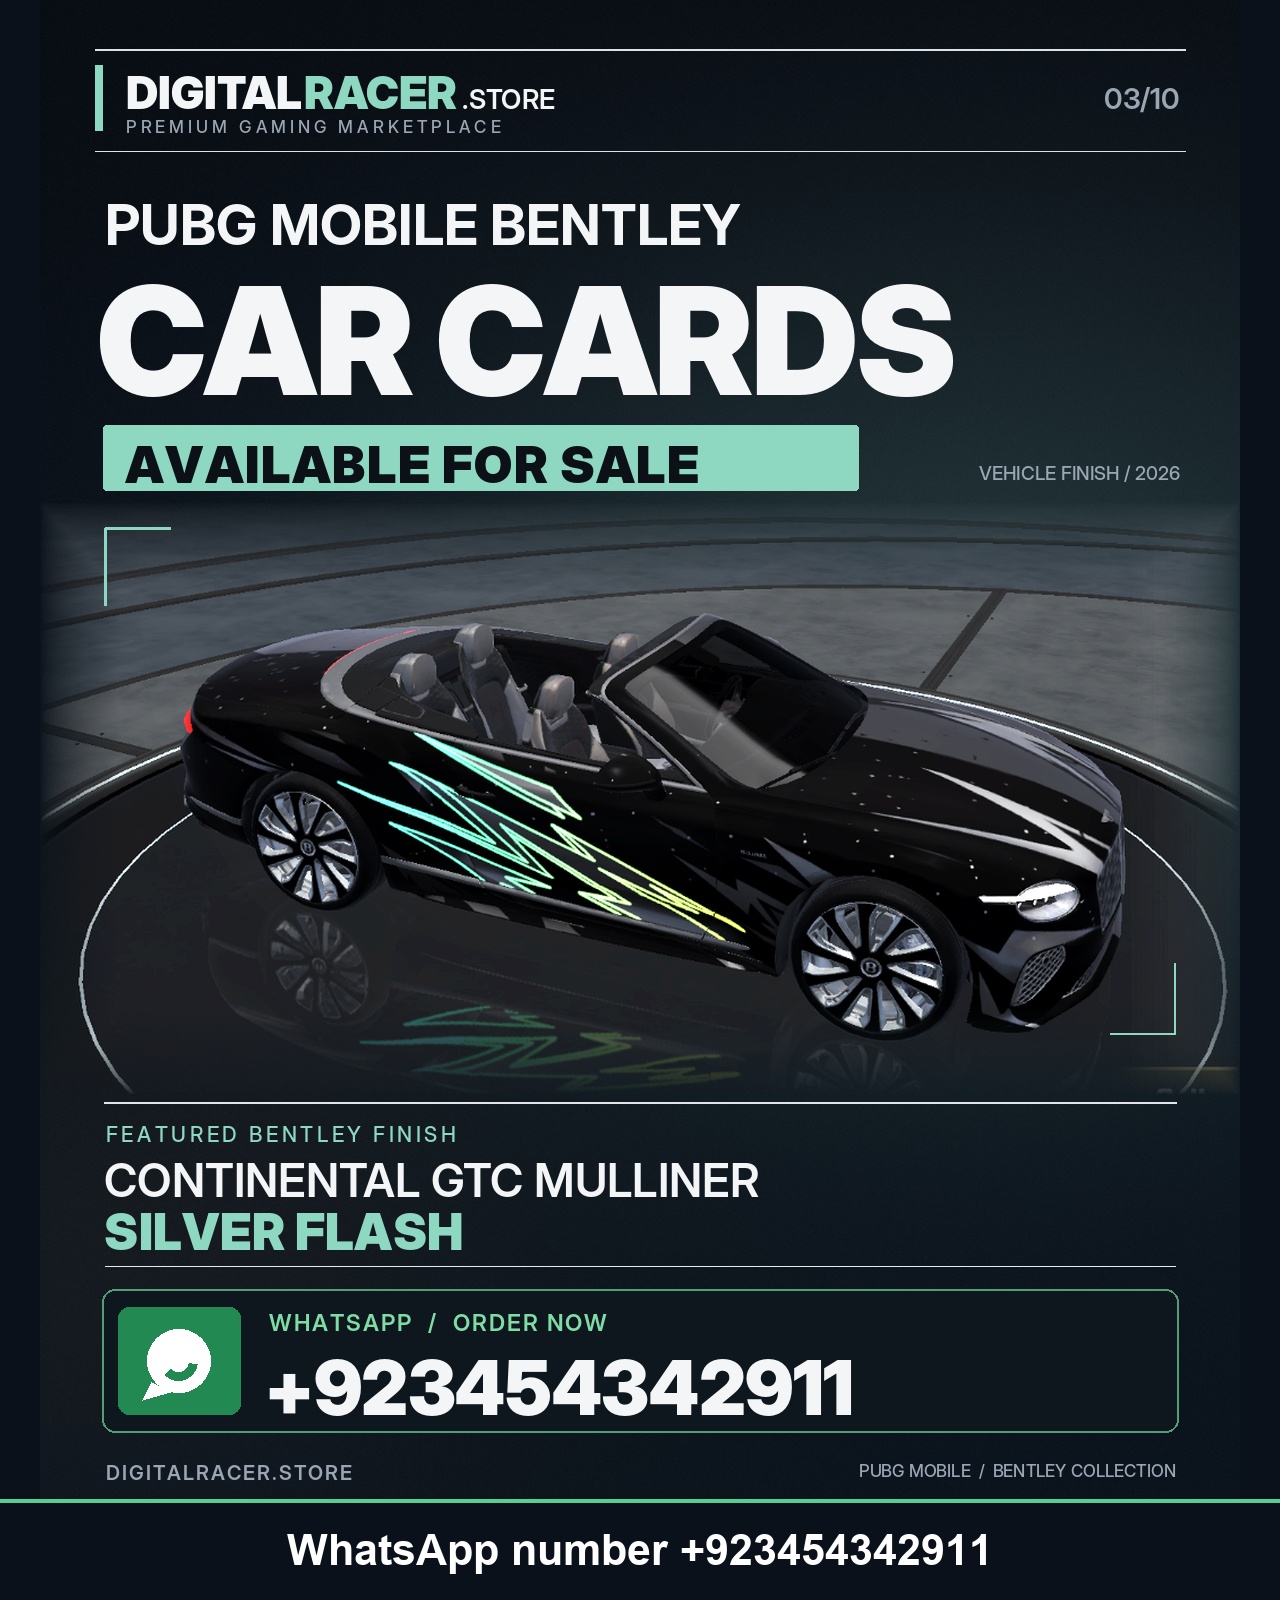 DIGITALRACER.STORE
PREMIUM GAMING MARKETPLACE
03/10
PUBG MOBILE BENTLEY
CAR CARDS
AVAILABLE FOR SALE
VEHICLE FINISH / 2026
FEATURED BENTLEY FINISH
CONTINENTAL GTC MULLINER
SILVER FLASH
WHATSAPP / ORDER NOW
+923454342911
DIGITALRACER.STORE
PUBG MOBILE / BENTLEY COLLECTION
WhatsApp number +923454342911